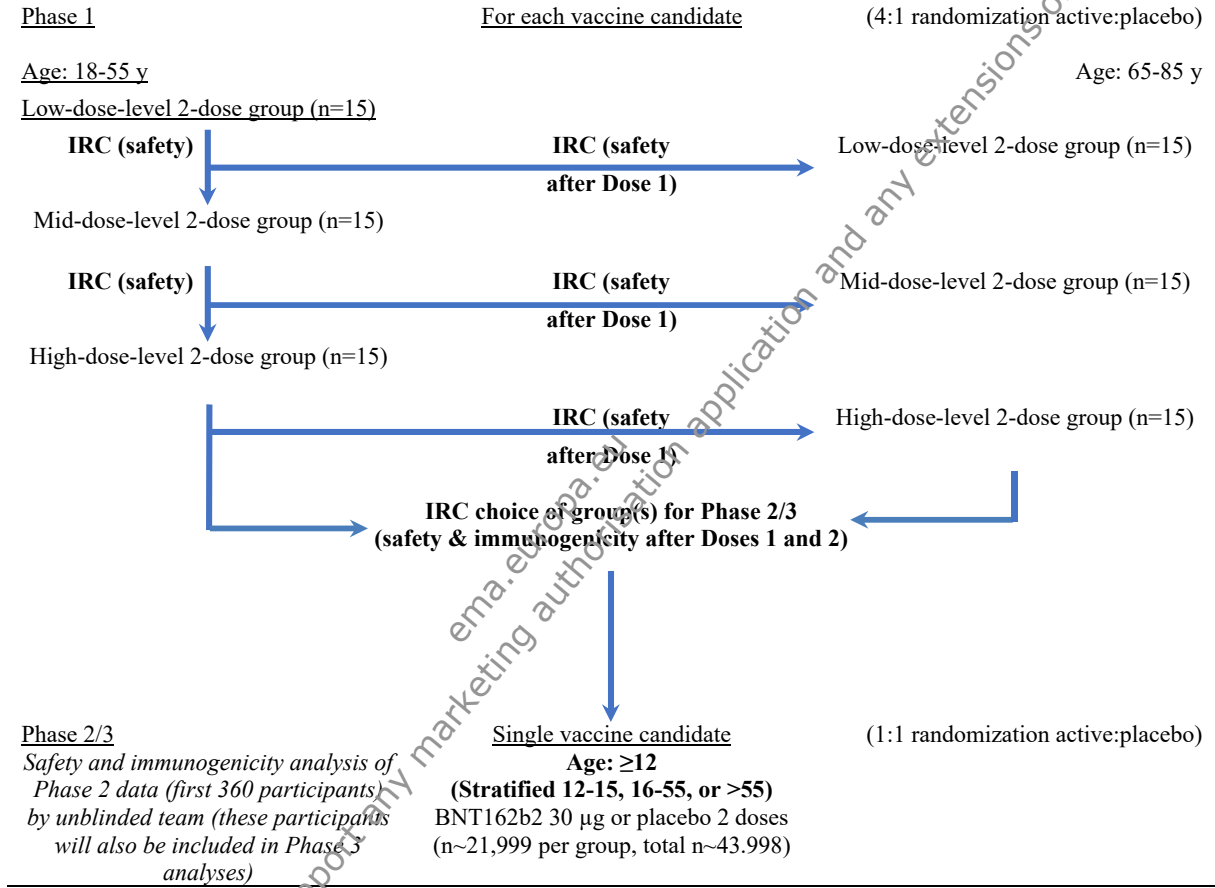 Phase 1 For each vaccine candidate (4:1 randomization active:placebo)
Age: 18-55 y Age: 65-85 y
Low-dose-level 2-dose group (n=15)
IRC (safety) IRC (safety Low-dose-level 2-dose group (n=15)
after Dose 1)
Mid-dose-level 2-dose group (n=15)
IRC (safety) IRC (safety Mid-dose-level 2-dose group (n=15)
after Dose 1)
High-dose-level 2-dose group (n=15)
IRC (safety High-dose-level 2-dose group (n=15)
after Dose 1)
IRC choice of group(s) for Phase 2/3
(safety & immunogenicity after Doses 1 and 2)
Phase 2/3 Single vaccine candidate (1:1 randomization active:placebo)
Safety and immunogenicity analysis of
Phase 2 data (first 360 participants)
by unblinded team (these participants
will also be included in Phase 3
analyses)
Age: ≥12
(Stratified 12-15, 16-55, or >55)
BNT162b2 30 µg or placebo 2 doses
(n~21,999 per group, total n~43.998)
ema.europa.eu
any marketing authorisation application and any extensions